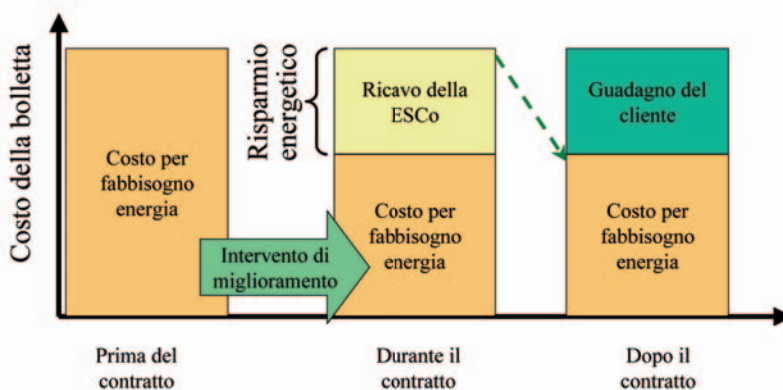 Costo della bolletta
Costo per
fabbisogno
energia
Risparmio
energetico
Ricavo della
ESCo
Guadagno del
cliente
Intervento di
miglioramento
Costo per
fabbisogno
energia
Costo per
fabbisogno
energia
Prima del
contratto
Durante il
contratto
Dopo il
contratto